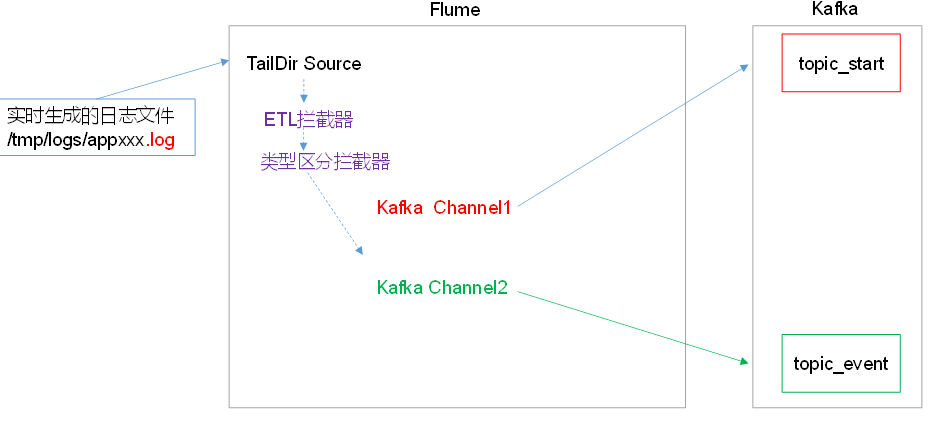 Flume
Kafka
TailDir Source
topic_start
实时生成的日志文件
/tmp/logs/appxxx.log
ETL拦截器
类型区分拦截器
Kafka Channel1
Kafka Channel2
topic_event